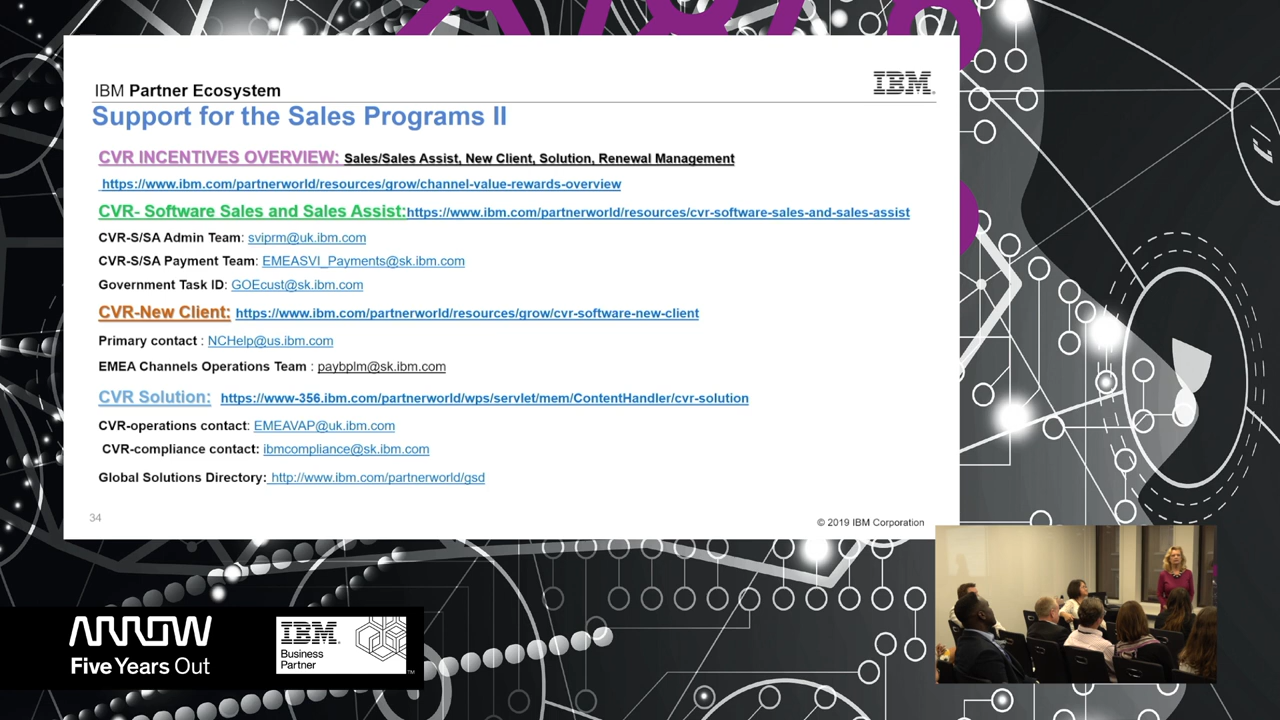 IBM Partner Ecosystem
IBM
Support for the Sales Programs II
CVR INCENTIVES OVERVIEW: Sales/Sales Assist, New Client, Solution, Renewal Management
https://www.ibm.com/partnerworld/resources/grow/channel-value-rewards-overview
CVR- Software Sales and Sales Assist:https://www.ibm.com/partnerworld/resources/cvr-software-sales-and-sales-assist
CVR-S/SA Admin Team: sviprm@uk.ibm.com
CVR-S/SA Payment Team: EMEASVI_Payments@sk.ibm.com
Government Task ID: GOEcust@sk.ibm.com
CVR-New Client: https://www.ibm.com/partnerworld/resources/grow/cvr-software-new-client
Primary contact : NCHelp@us.ibm.com
EMEA Channels Operations Team : paybplm@sk.ibm.com
CVR Solution: https://www-356.ibm.com/partnerworld/wps/servlet/mem/ContentHandler/cvr-solution
CVR-operations contact: EMEAVAP@uk.ibm.com
CVR-compliance contact: ibmcompliance@sk.ibm.com
Global Solutions Directory: http://www.ibm.com/partnerworld/gsd
34
© 2019 IBM Corporation
ARROW
Five Years Out
IBM
Business
Partner
TM